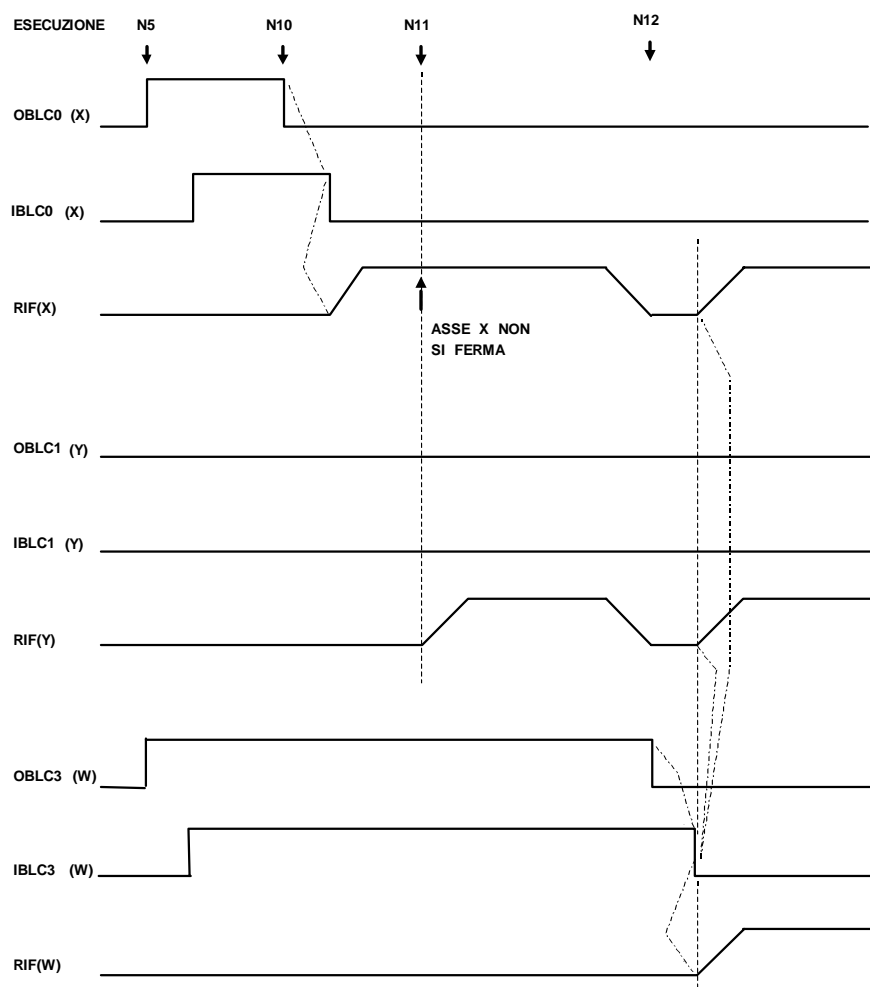 ESECUZIONE N5 N10 N11 N12
OBLC0 (X)
IBLC0 (X)
RIF(X)
ASSE X NON
SI FERMA
OBLC1 (Y)
IBLC1 (Y)
RIF(Y)
OBLC3 (W)
IBLC3 (W)
RIF(W)